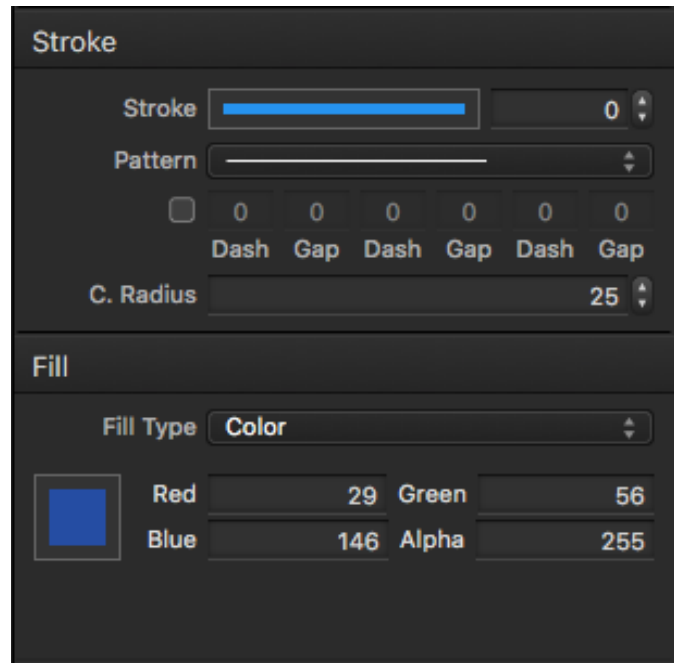 Stroke
Stroke 0
Pattern
0 0 0 0 0 0
Dash Gap Dash Gap Dash Gap
C. Radius 25
Fill
Fill Type Color
Red 29 Green 56
Blue 146 Alpha 255